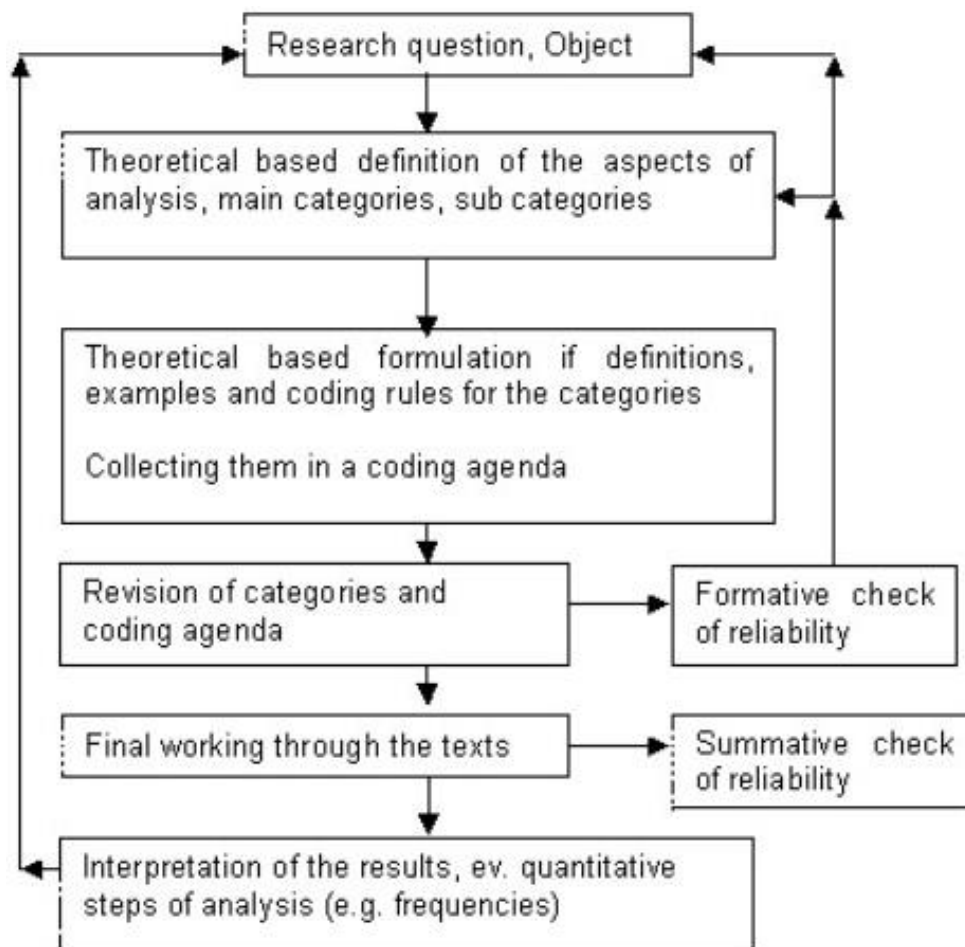 Research question, Object
Theoretical based definition of the aspects of
analysis, main categories, sub categories
Theoretical based formulation if definitions,
examples and coding rules for the categories
Collecting them in a coding agenda
Revision of categories and
coding agenda
Formative check
of reliability
Final working through the texts
Summative check
of reliability
Interpretation of the results, ev. quantitative
steps of analysis (e.g. frequencies)